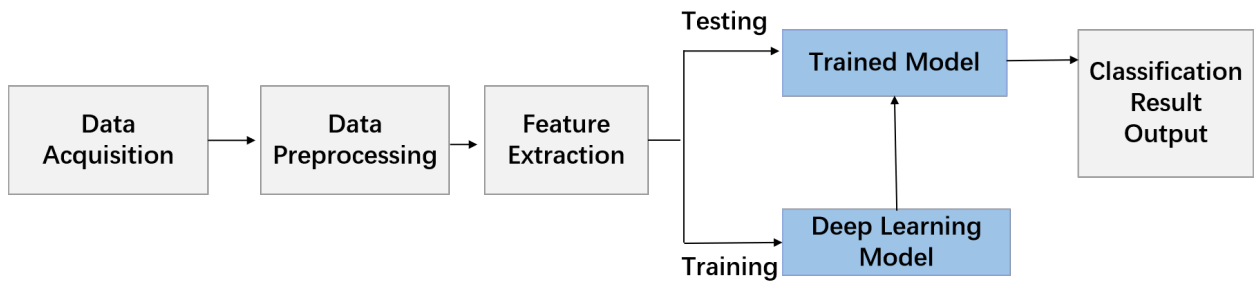 Data
Acquisition
Data
Preprocessing
Feature
Extraction
Testing
Training
Trained Model
Deep Learning
Model
Classification
Result
Output